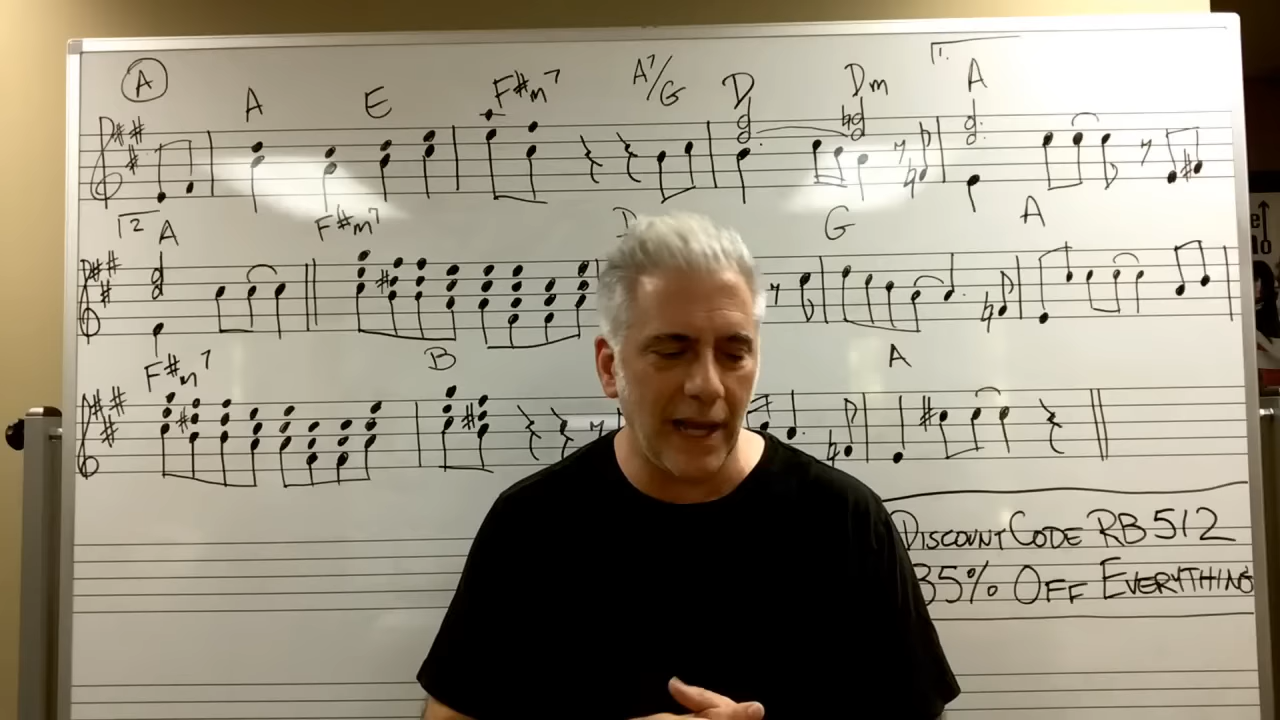 A
A E F#m7 A7/G D Dm 1. A
2 A F#m7 D G A
F#m7 B A
DISCOUNT CODE RB512
35% OFF EVERYTHING